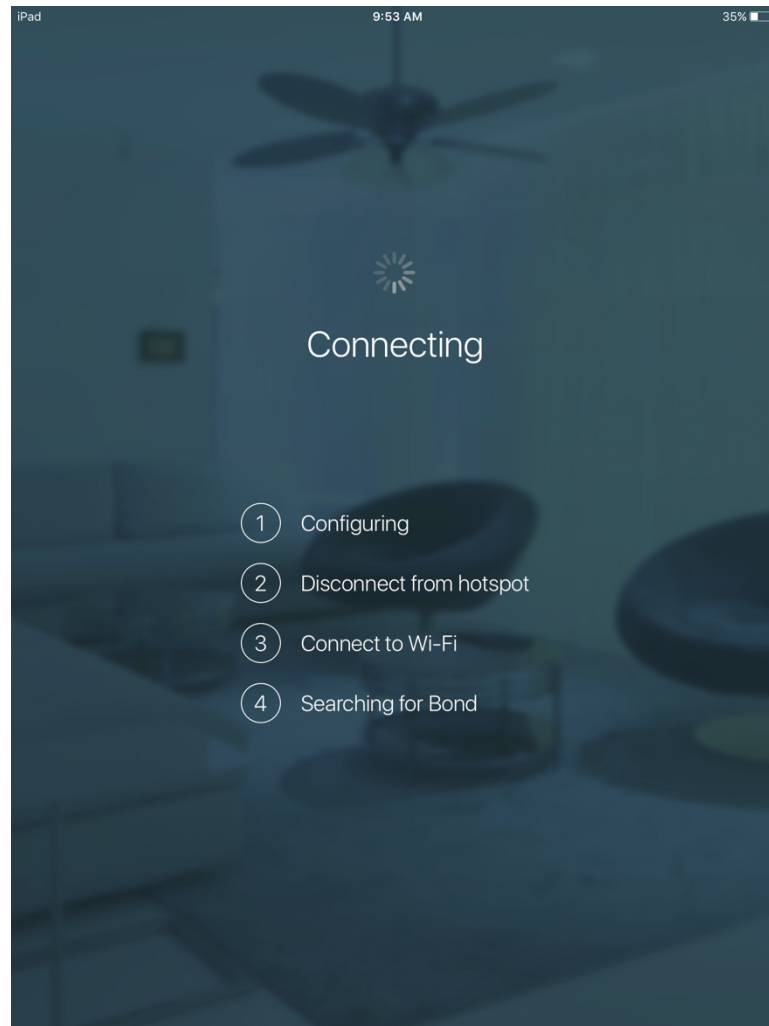 iPad 9:53 AM 35%
Connecting
1 Configuring
2 Disconnect from hotspot
3 Connect to Wi-Fi
4 Searching for Bond